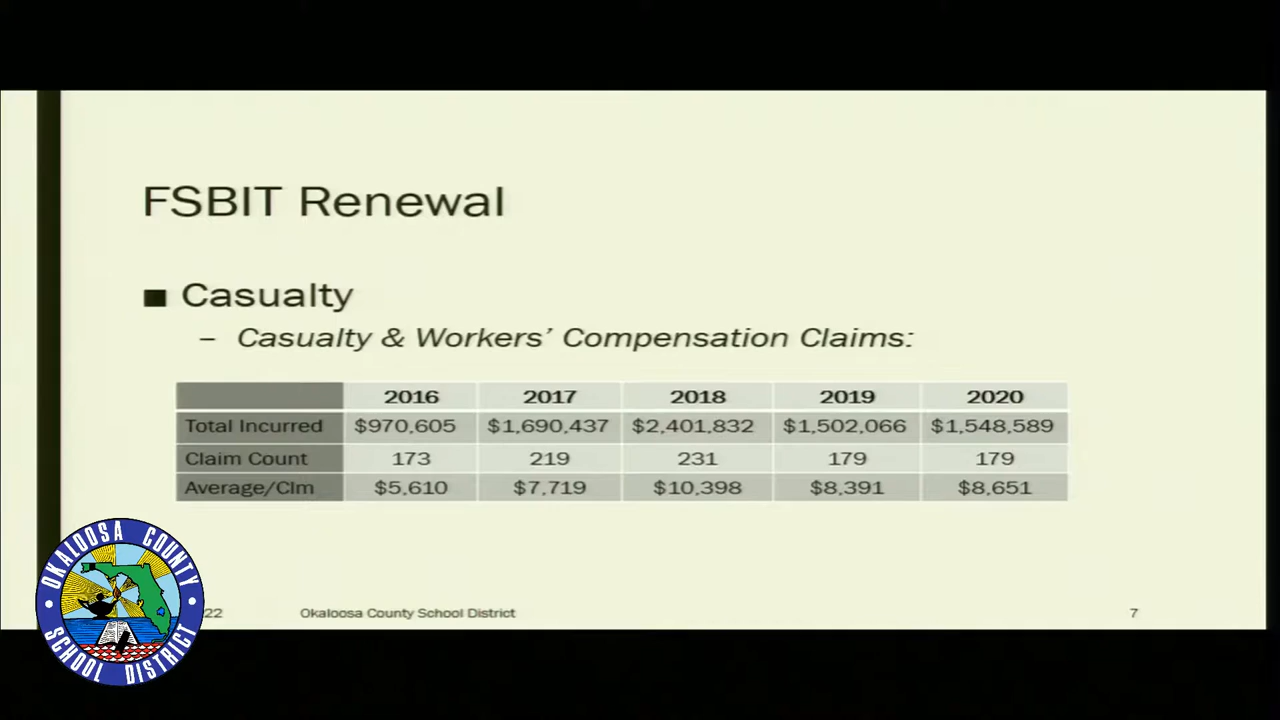 FSBIT Renewal
■ Casualty
– Casualty & Workers' Compensation Claims:
2016 2017 2018 2019 2020
Total Incurred $970,605 $1,690,437 $2,401,832 $1,502,066 $1,548,589
Claim Count 173 219 231 179 179
Average/Clm $5,610 $7,719 $10,398 $8,391 $8,651
22 Okaloosa County School District 7
OKALOOSA COUNTY
SCHOOL DISTRICT